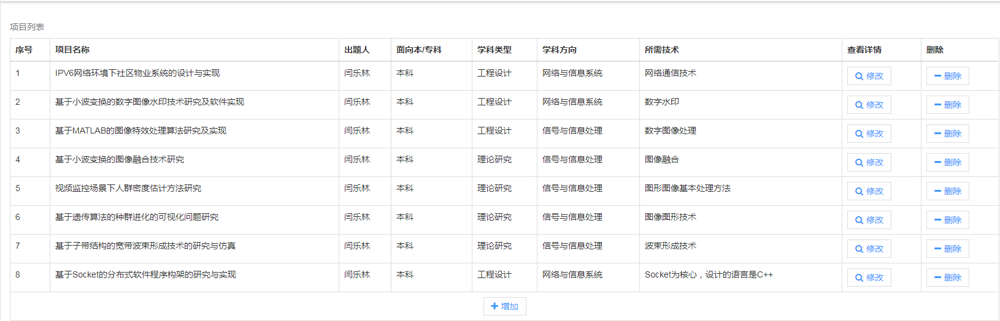 项目列表
序号 项目名称 出题人 面向本/专科 学科类型 学科方向 所需技术 查看详情 删除
1 IPV6网络环境下社区物业系统的设计与实现 闫乐林 本科 工程设计 网络与信息系统 网络通信技术 修改 删除
2 基于小波变换的数字图像水印技术研究及软件实现 闫乐林 本科 工程设计 网络与信息系统 数字水印 修改 删除
3 基于MATLAB的图像特效处理算法研究及实现 闫乐林 本科 工程设计 信号与信息处理 数字图像处理 修改 删除
4 基于小波变换的图像融合技术研究 闫乐林 本科 理论研究 信号与信息处理 图像融合 修改 删除
5 视频监控场景下人群密度估计方法研究 闫乐林 本科 理论研究 信号与信息处理 图形图像基本处理方法 修改 删除
6 基于遗传算法的种群进化的可视化问题研究 闫乐林 本科 理论研究 信号与信息处理 图像图形技术 修改 删除
7 基于子带结构的宽带波束形成技术的研究与仿真 闫乐林 本科 理论研究 信号与信息处理 波束形成技术 修改 删除
8 基于Socket的分布式软件程序构架的研究与实现 闫乐林 本科 工程设计 网络与信息系统 Socket为核心，设计的语言是C++ 修改 删除
增加